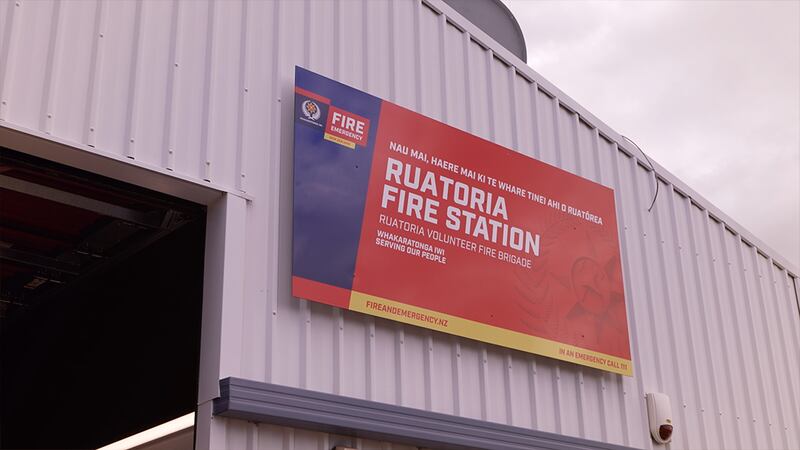 FIRE
EMERGENCY
NAU MAI, HAERE MAI KI TE WHARE TINEI AHI O RUATŌREA
RUATORIA
FIRE STATION
RUATORIA VOLUNTEER FIRE BRIGADE
WHAKARATONGA IWI
SERVING OUR PEOPLE
FIREANDEMERGENCY.NZ
IN AN EMERGENCY CALL 111